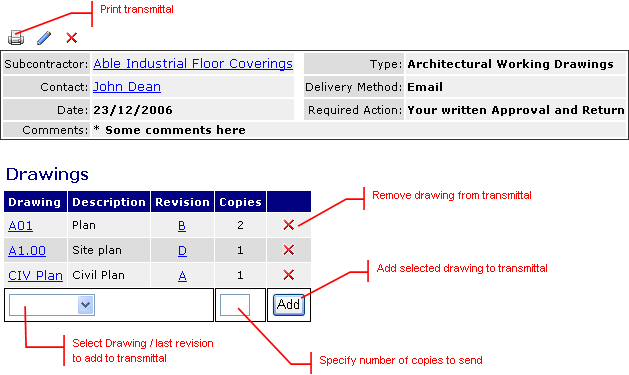 Print transmittal
Subcontractor: Able Industrial Floor Coverings Type: Architectural Working Drawings
Contact: John Dean Delivery Method: Email
Date: 23/12/2006 Required Action: Your written Approval and Return
Comments: * Some comments here
Drawings
Drawing Description Revision Copies
Remove drawing from transmittal
A01 Plan B 2
A1.00 Site plan D 1
CIV Plan Civil Plan A 1
Add selected drawing to transmittal
Add
Select Drawing / last revision
to add to transmittal
Specify number of copies to send